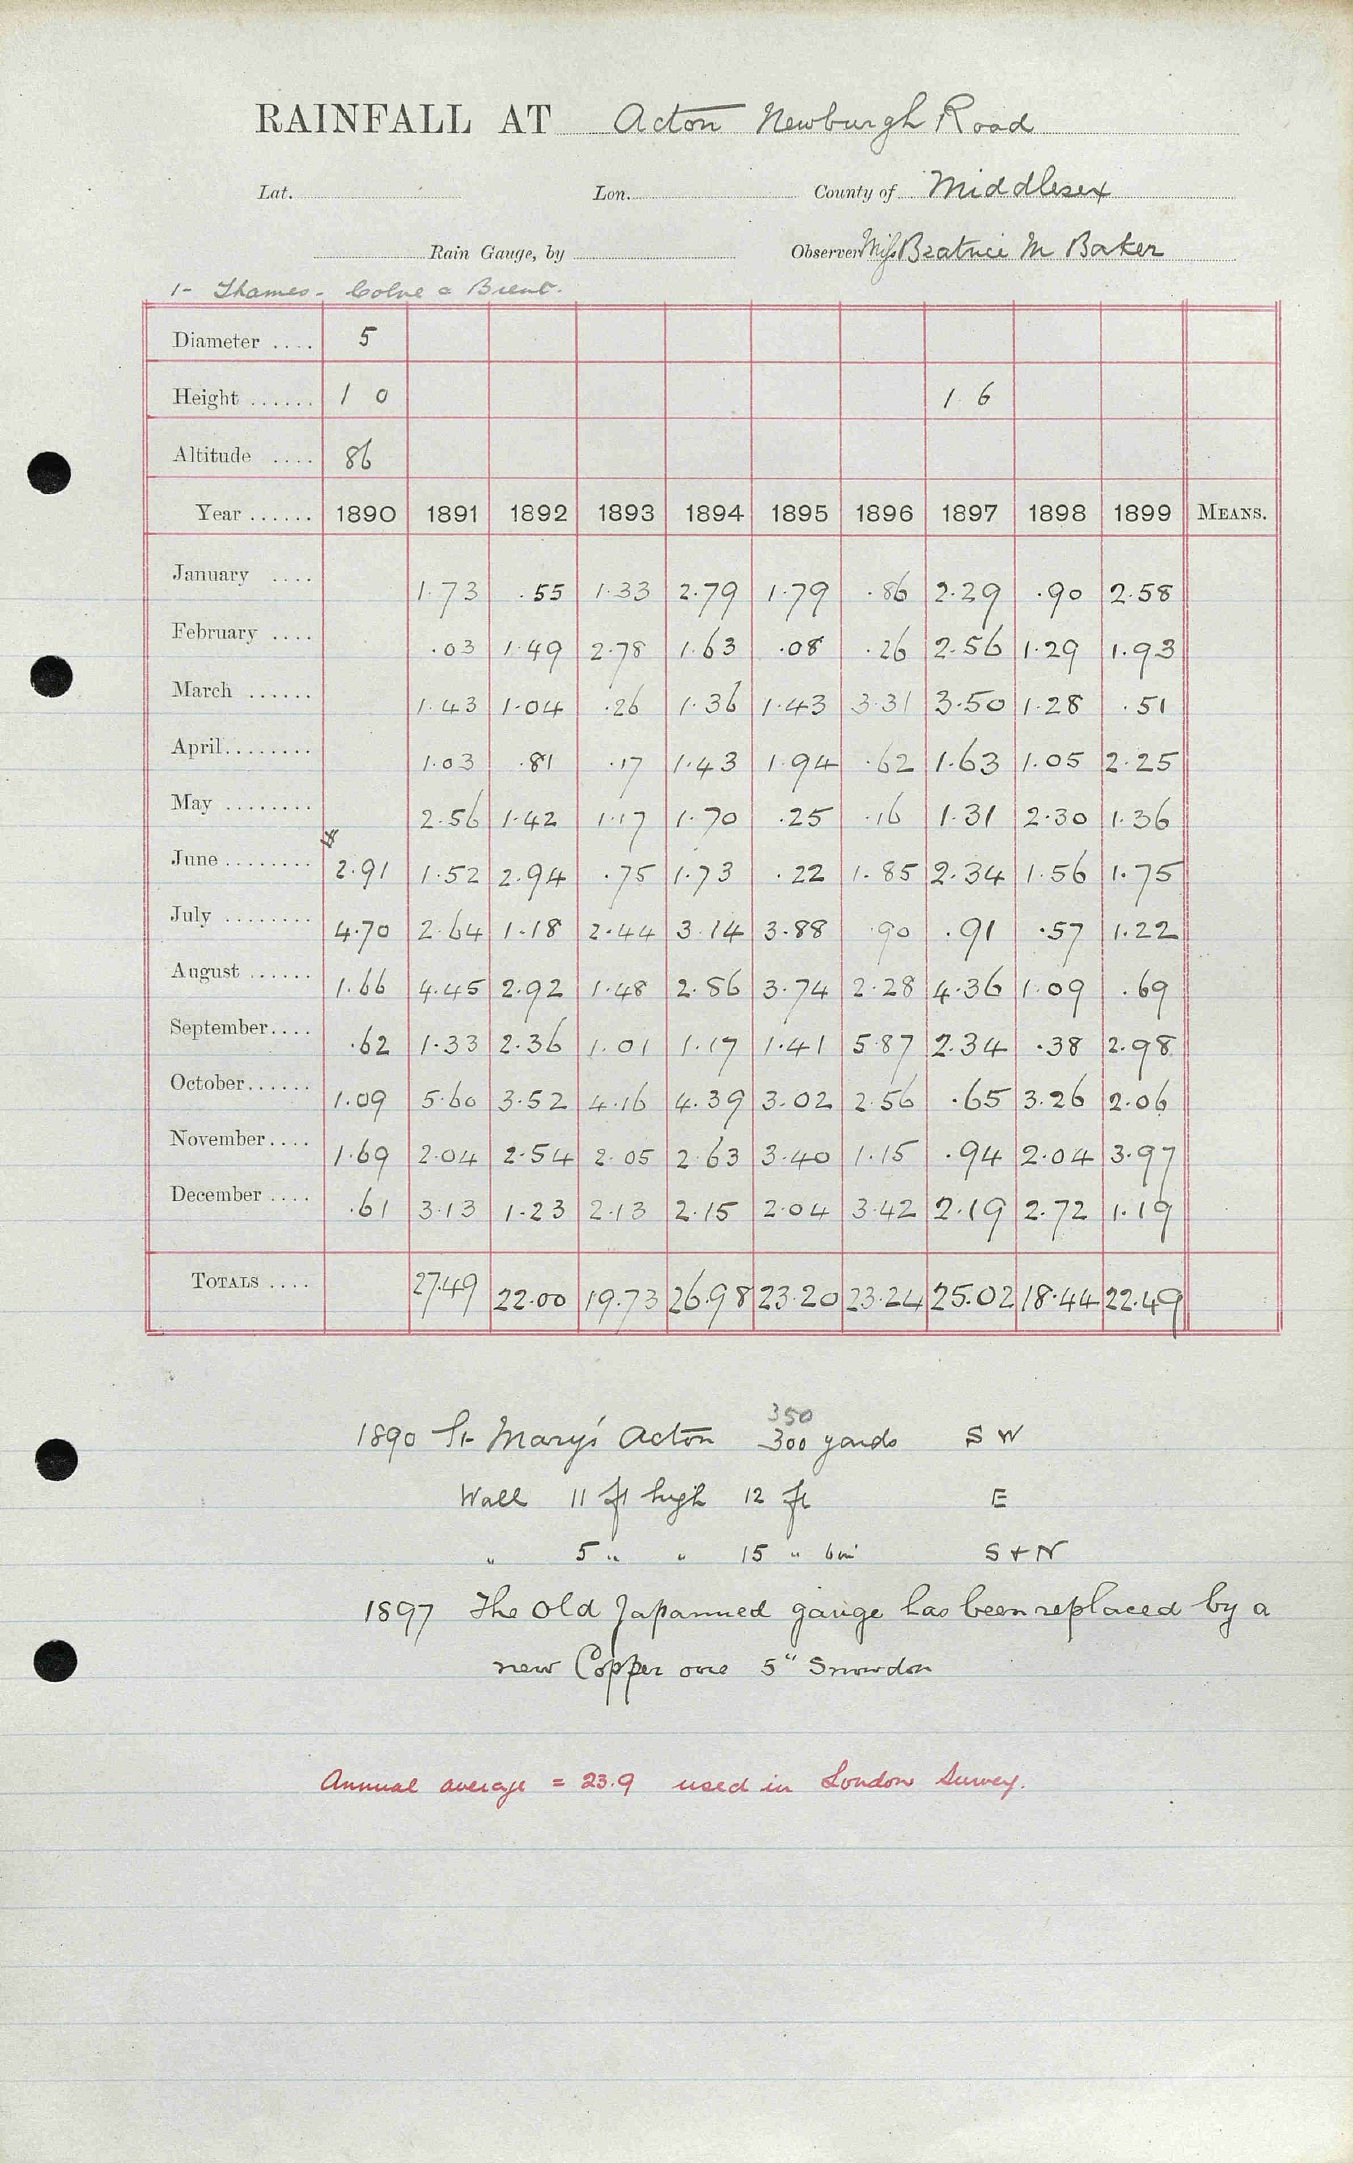 RAINFALL AT Acton Newburgh Road
Lat. Lon. County of Middlesex
Rain Gauge, by Observer Miss Beatrice M Baker
1- Thames - Colne & Brent.
Diameter .... 5
Height ...... 1 0 1 6
Altitude .... 86
Year ...... 1890 1891 1892 1893 1894 1895 1896 1897 1898 1899 MEANS.
January .... 1.73 .55 1.33 2.79 1.79 .86 2.29 .90 2.58
February .... .03 1.49 2.78 1.63 .08 .26 2.56 1.29 1.93
March ...... 1.43 1.04 .26 1.36 1.43 3.31 3.50 1.28 .51
April ........ 1.03 .81 .17 1.43 1.94 .62 1.63 1.05 2.25
May ........ 2.56 1.42 1.17 1.70 .25 .16 1.31 2.30 1.36
June ........ 2.91 1.52 2.94 .75 1.73 .22 1.85 2.34 1.56 1.75
July ........ 4.70 2.64 1.18 2.44 3.14 3.88 .90 .91 .57 1.22
August ...... 1.66 4.45 2.92 1.48 2.56 3.74 2.28 4.36 1.09 .69
September .... .62 1.33 2.36 1.01 1.17 1.41 5.87 2.34 .38 2.98
October ...... 1.09 5.60 3.52 4.16 4.39 3.02 2.56 .65 3.26 2.06
November .... 1.69 2.04 2.54 2.05 2.63 3.40 1.15 .94 2.04 3.97
December .... .61 3.13 1.23 2.13 2.15 2.04 3.42 2.19 2.72 1.19
TOTALS .... 27.49 22.00 19.73 26.98 23.20 23.24 25.02 18.44 22.49
350
1890 St Mary's Acton 300 yards S W
Wall 11 ft high 12 ft E
" 5 " " 15 " 6 in S + N
1897 The old Japanned gauge has been replaced by a
new Copper one 5" Snowdon
Annual average = 23.9 used in London Survey.